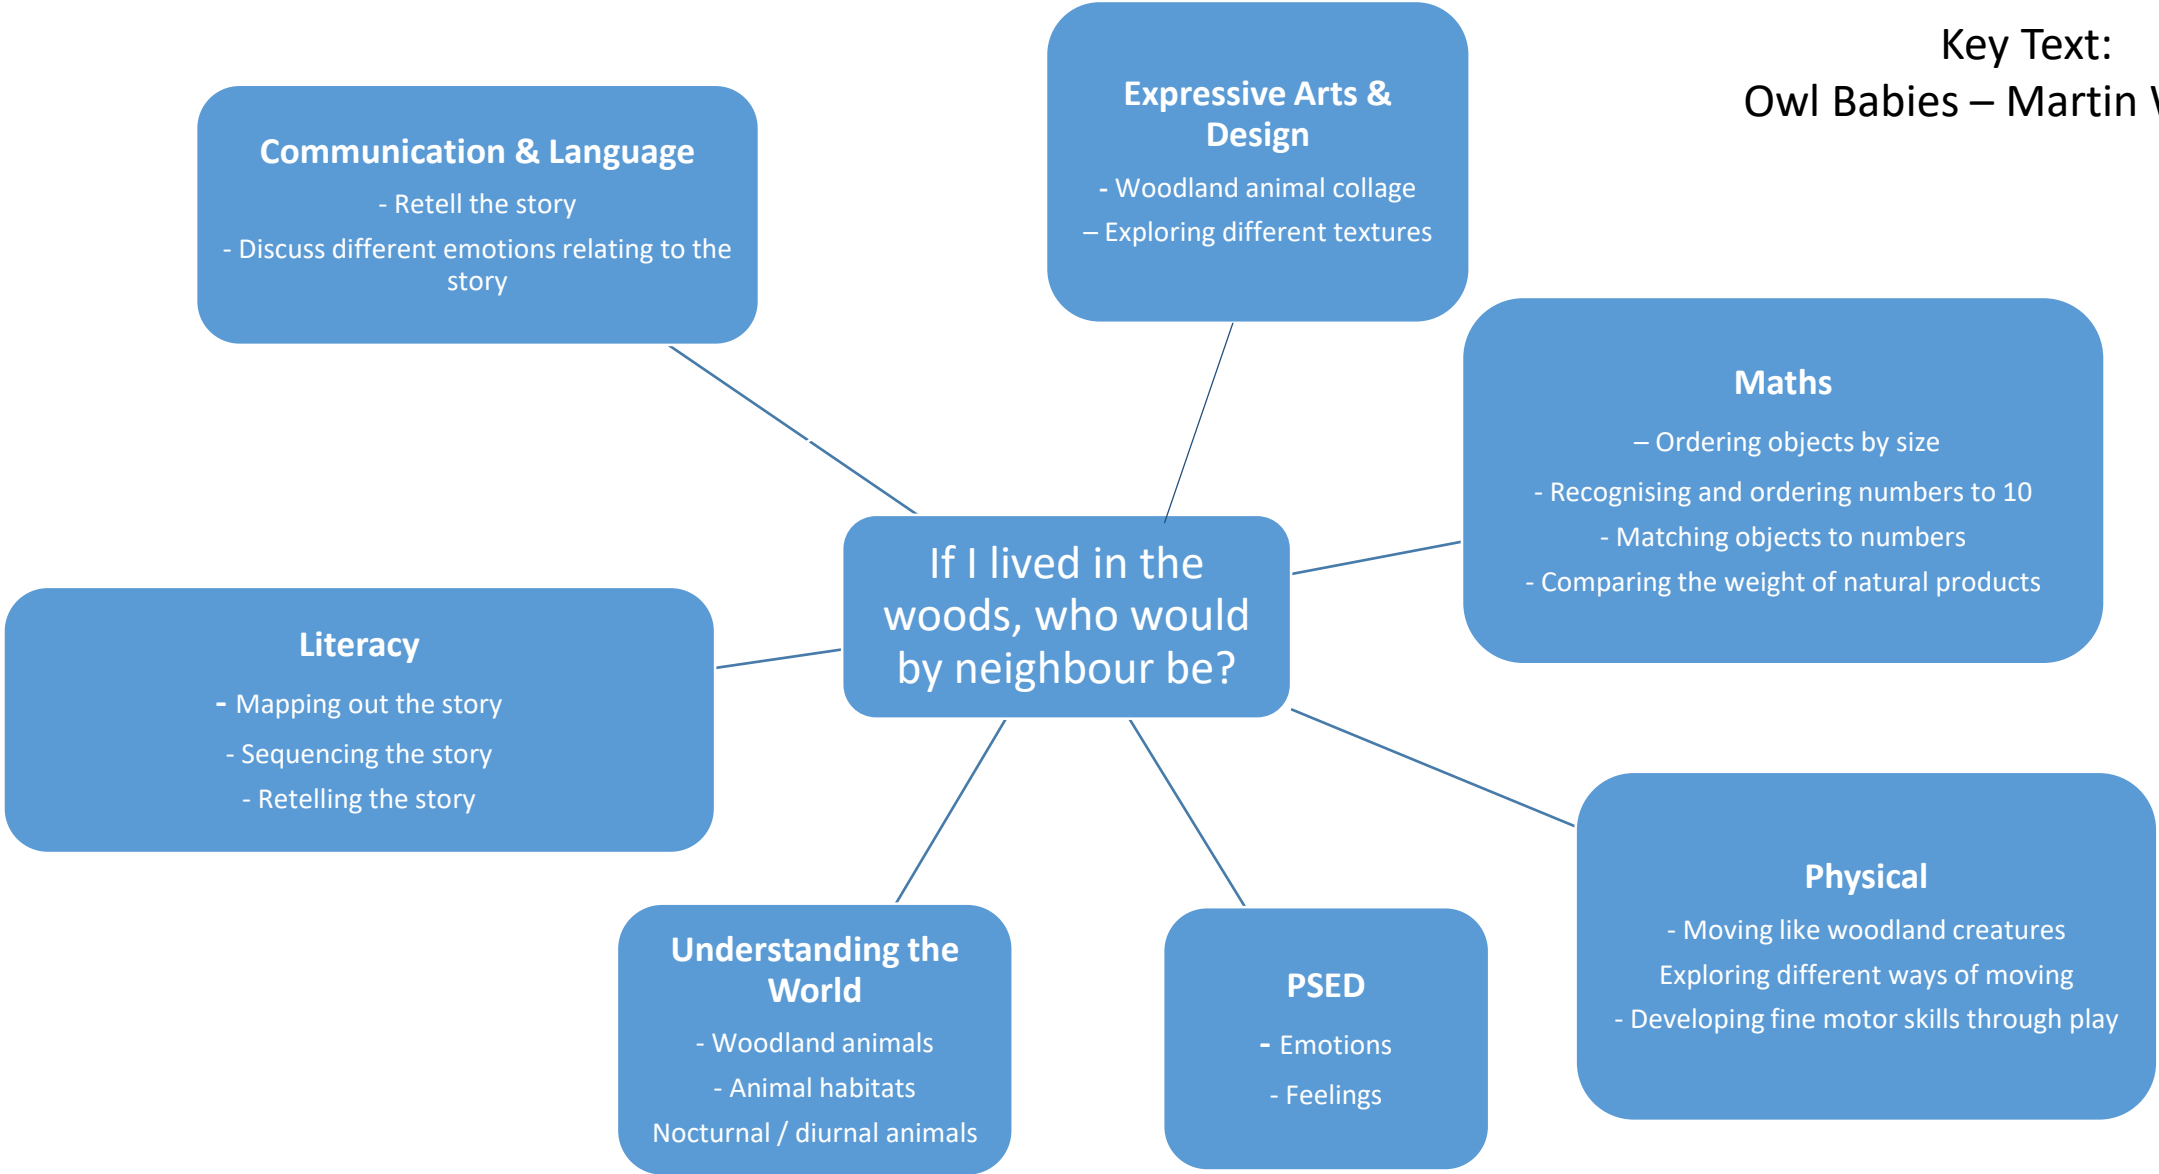 Key Text:
Owl Babies – Martin
Communication & Language
- Retell the story
- Discuss different emotions relating to the
story
Expressive Arts &
Design
- Woodland animal collage
– Exploring different textures
Maths
– Ordering objects by size
- Recognising and ordering numbers to 10
- Matching objects to numbers
- Comparing the weight of natural products
If I lived in the
woods, who would
by neighbour be?
Literacy
- Mapping out the story
- Sequencing the story
- Retelling the story
Understanding the
World
- Woodland animals
- Animal habitats
Nocturnal / diurnal animals
PSED
- Emotions
- Feelings
Physical
- Moving like woodland creatures
Exploring different ways of moving
- Developing fine motor skills through play